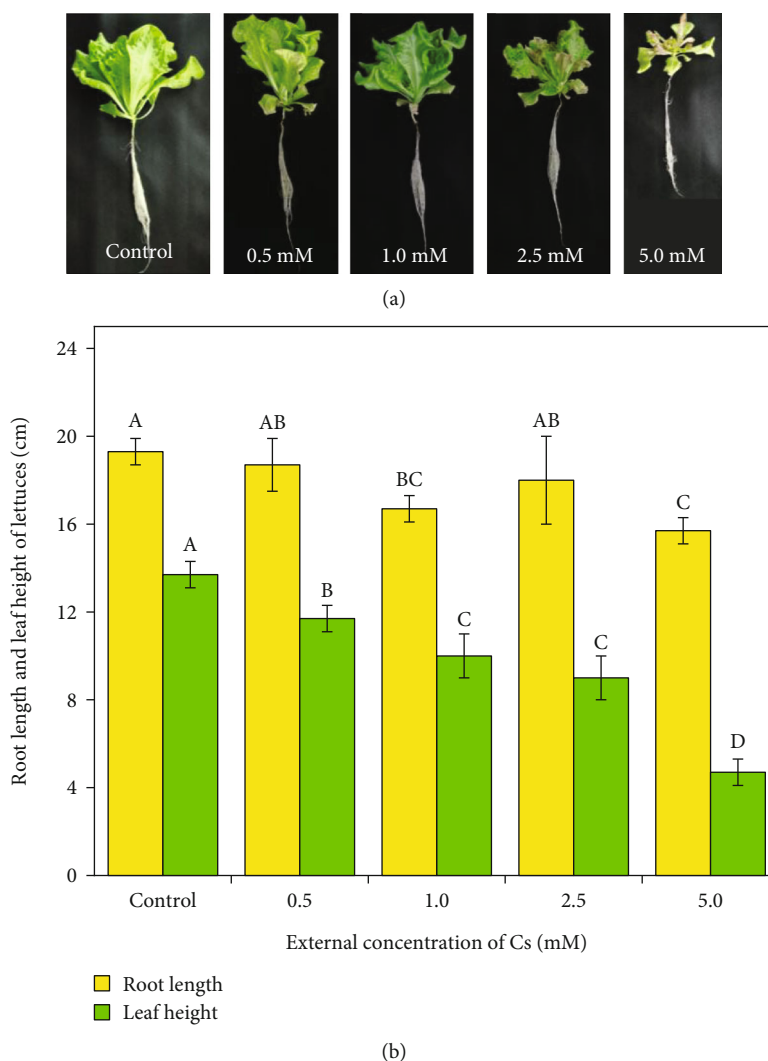 Control
0.5 mM
1.0 mM
2.5 mM
5.0 mM
(a)
Root length and leaf height of lettuces (cm)
24
20
16
12
8
4
0
A
A
AB
B
BC
C
AB
C
C
D
Control
0.5
1.0
2.5
5.0
External concentration of Cs (mM)
Root length
Leaf height
(b)